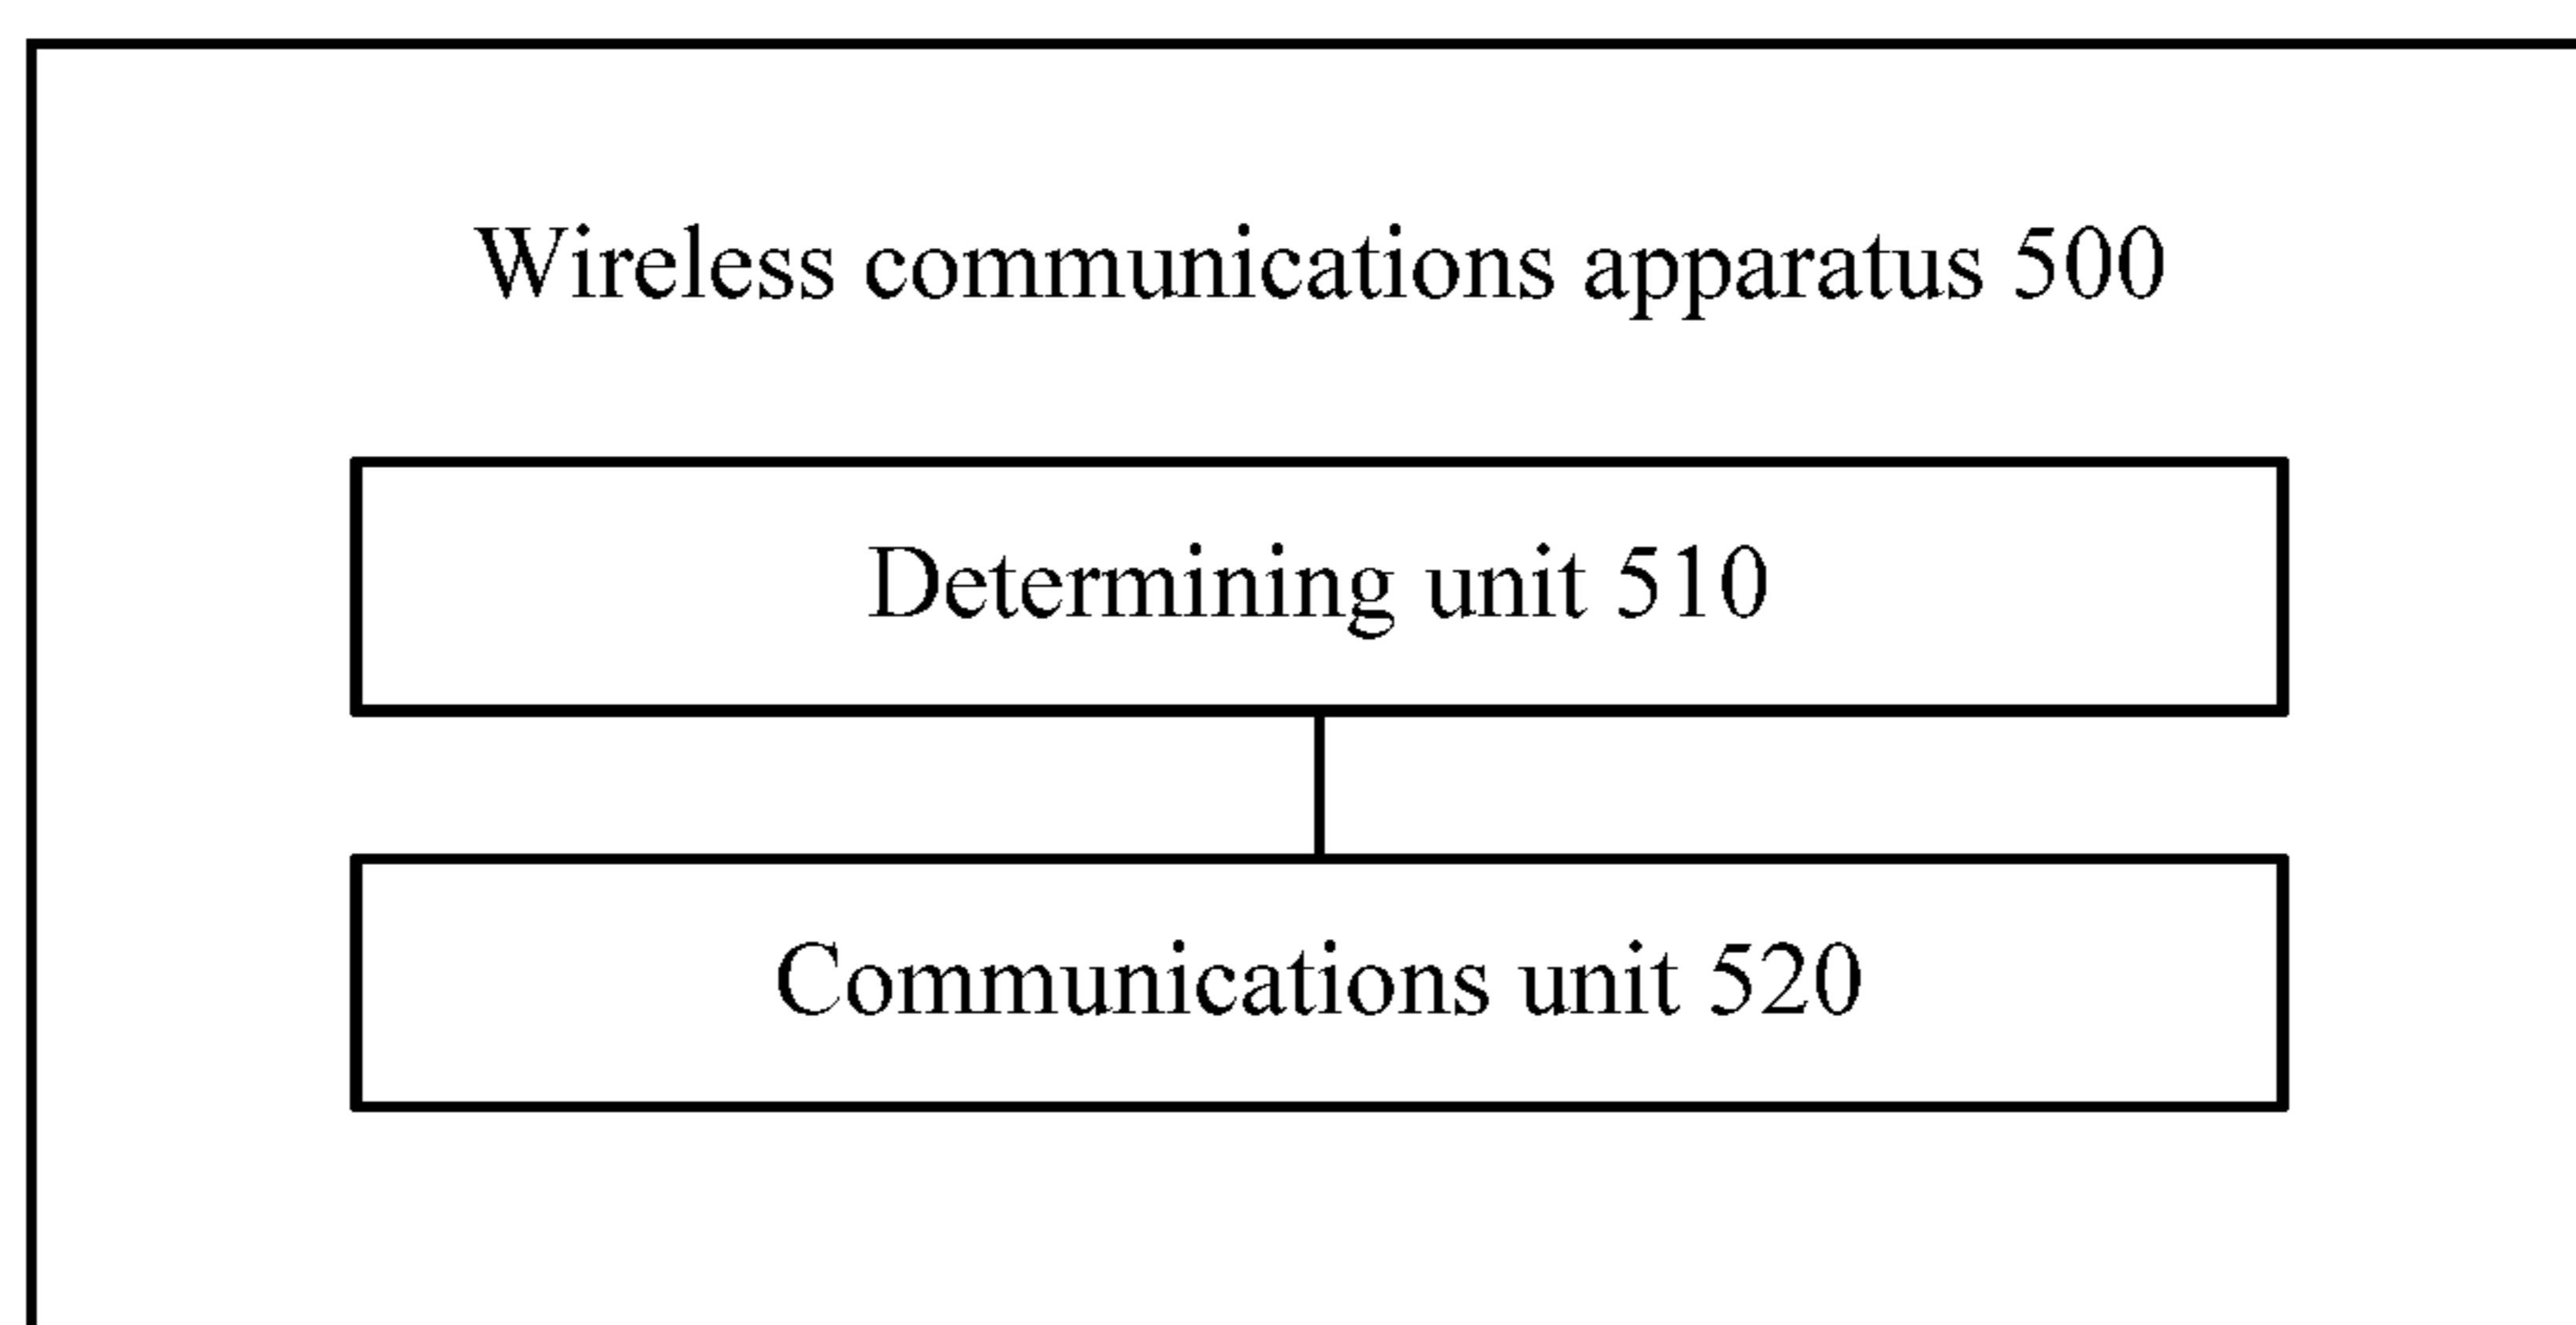 Wireless communications apparatus 500
Determining unit 510
Communications unit 520